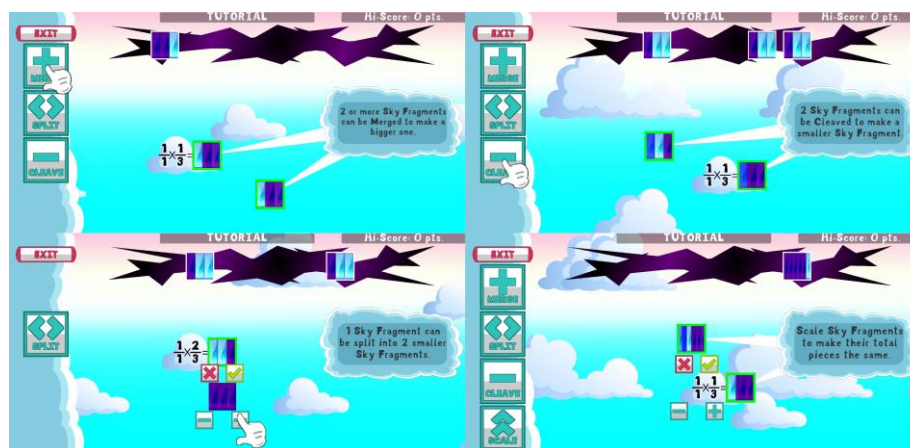 TUTORIAL
Hi-Score: 0 pts.
EXIT
MERGE
SPLIT
CLEAVE
2 or more Sky Fragments
can be Merged to make a
bigger one.
1/1 X 1/3 =
TUTORIAL
Hi-Score: 0 pts.
EXIT
MERGE
SPLIT
CLEAVE
2 Sky Fragments can
be Cleaved to make a
smaller Sky Fragment.
1/1 X 1/3 =
TUTORIAL
Hi-Score: 0 pts.
EXIT
SPLIT
1 Sky Fragment can
be split into 2 smaller
Sky Fragments.
1/1 X 2/3 =
TUTORIAL
Hi-Score: 0 pts.
EXIT
MERGE
SPLIT
CLEAVE
SCALE
Scale Sky Fragments
to make their total
pieces the same.
1/1 X 1/3 =